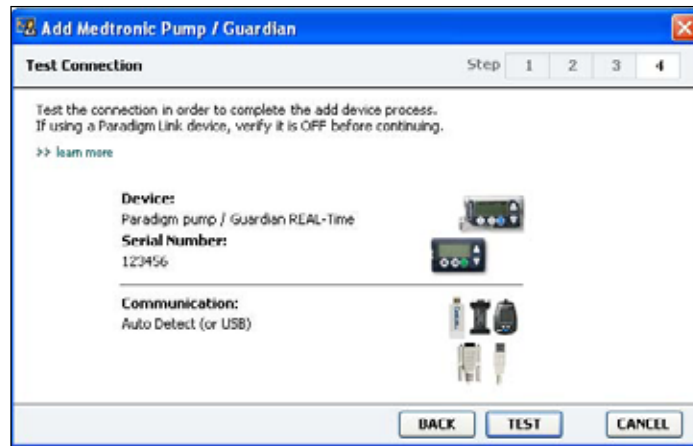 Add Medtronic Pump / Guardian
Test Connection Step 1 2 3 4
Test the connection in order to complete the add device process.
If using a Paradigm Link device, verify it is OFF before continuing.
>> learn more
Device:
Paradigm pump / Guardian REAL-Time
Serial Number:
123456
Communication:
Auto Detect (or USB)
BACK TEST CANCEL